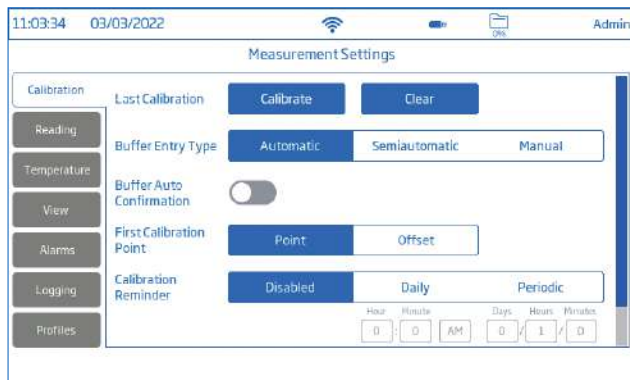 11:03:34 03/03/2022 Admin
Measurement Settings
Calibration
Last Calibration Calibrate Clear
Reading
Buffer Entry Type Automatic Semiautomatic Manual
Temperature
Buffer Auto
Confirmation
View
First Calibration
Point Point Offset
Alarms
Calibration
Reminder Disabled Daily Periodic
Logging
Hour Minute Days Hours Minutes
Profiles 0 : 0 AM 0 / 1 / 0